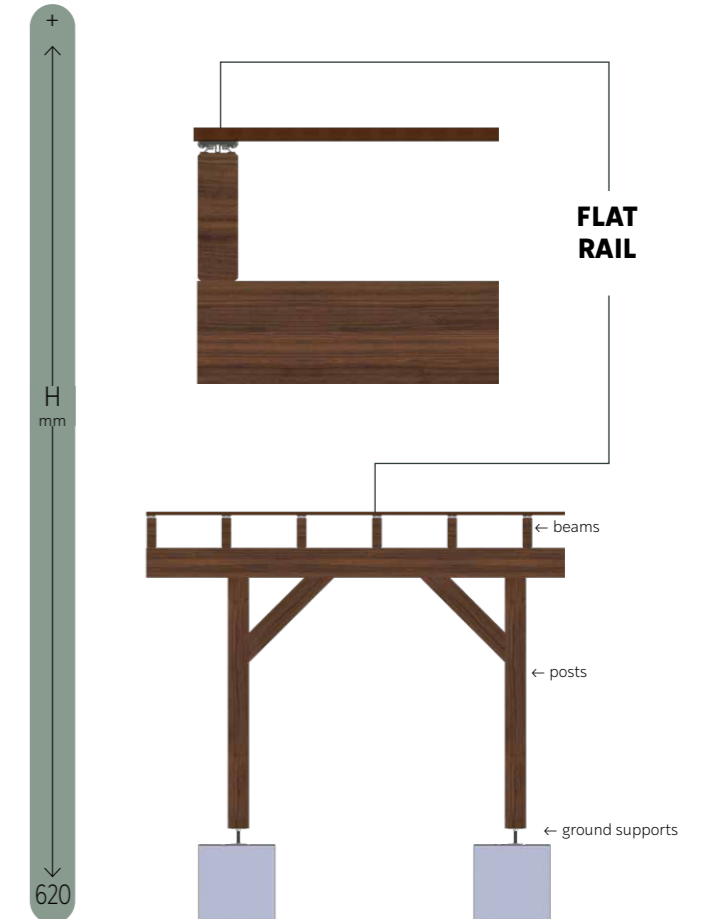 +
H
mm
620
FLAT
RAIL
← beams
← posts
← ground supports